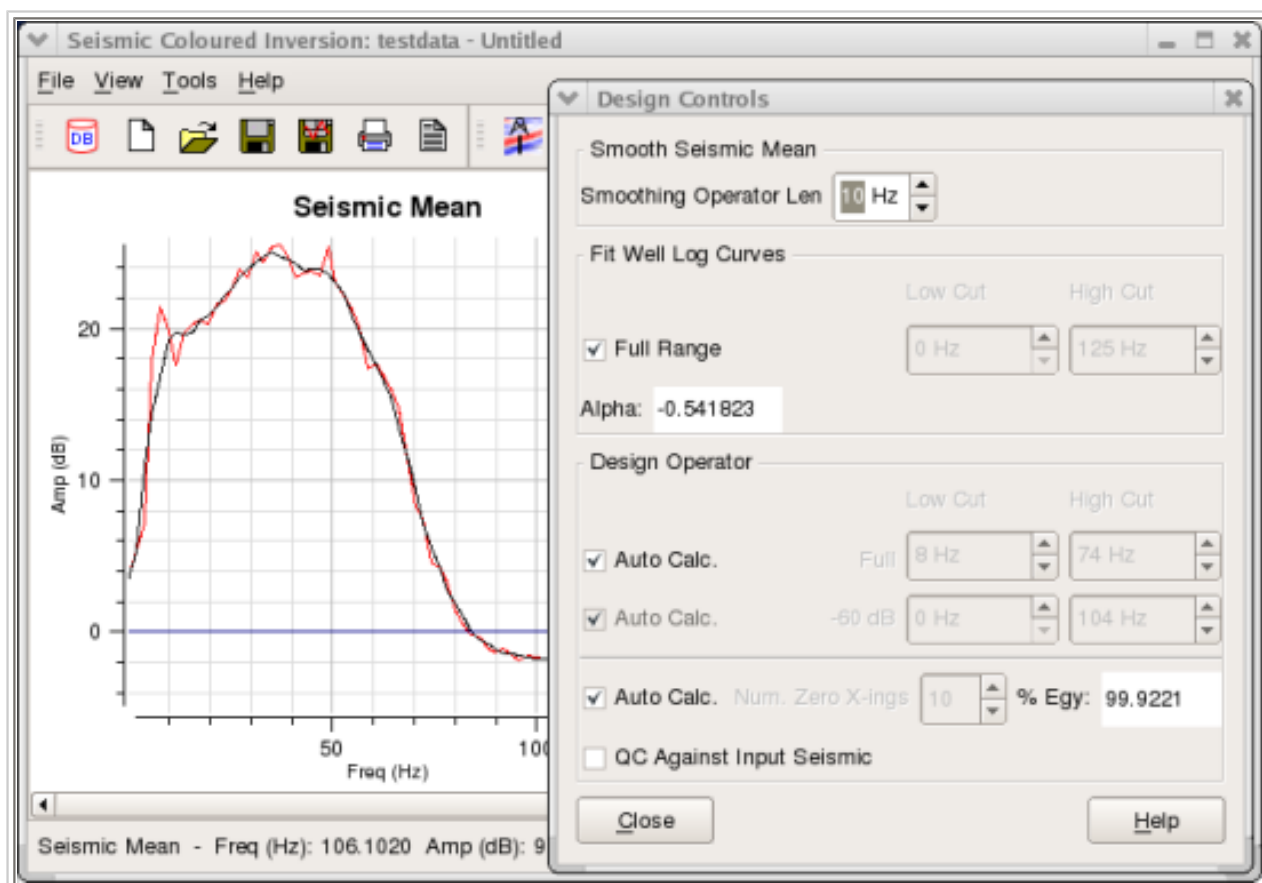 Seismic Coloured Inversion: testdata - Untitled
File View Tools Help
DB
A
Seismic Mean
20
10
0
Amp (dB)
50
100
Freq (Hz)
Seismic Mean - Freq (Hz): 106.1020 Amp (dB): 9
Design Controls
Smooth Seismic Mean
Smoothing Operator Len 10 Hz
Fit Well Log Curves
Low Cut High Cut
Full Range 0 Hz 125 Hz
Alpha: -0.541823
Design Operator
Low Cut High Cut
Auto Calc. Full 8 Hz 74 Hz
Auto Calc. -60 dB 0 Hz 104 Hz
Auto Calc. Num. Zero X-ings 10 % Egy: 99.9221
QC Against Input Seismic
Close Help